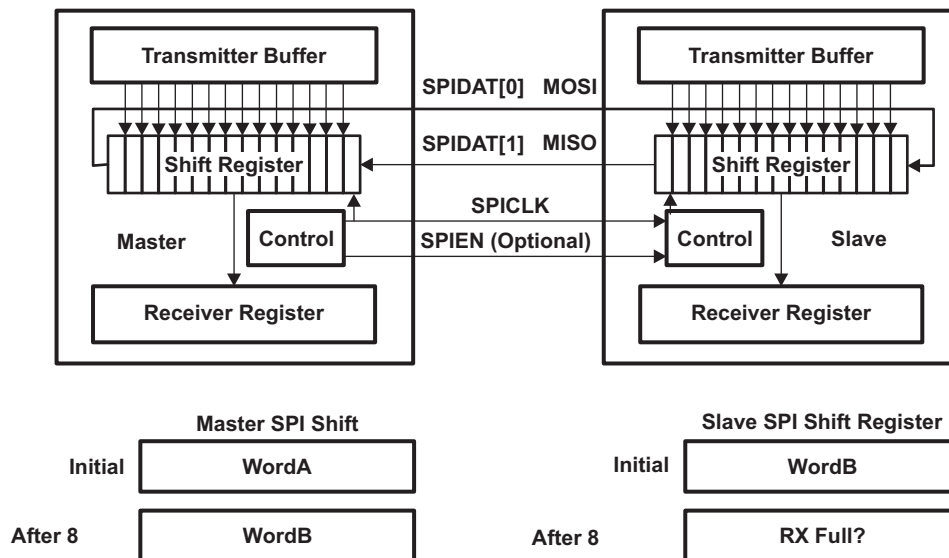 Transmitter Buffer
Transmitter Buffer
SPIDAT[0] MOSI
Shift Register
SPIDAT[1] MISO
Shift Register
SPICLK
Master
Control
SPIEN (Optional)
Control
Slave
Receiver Register
Receiver Register
Master SPI Shift
Slave SPI Shift Register
Initial
WordA
Initial
WordB
After 8
WordB
After 8
RX Full?